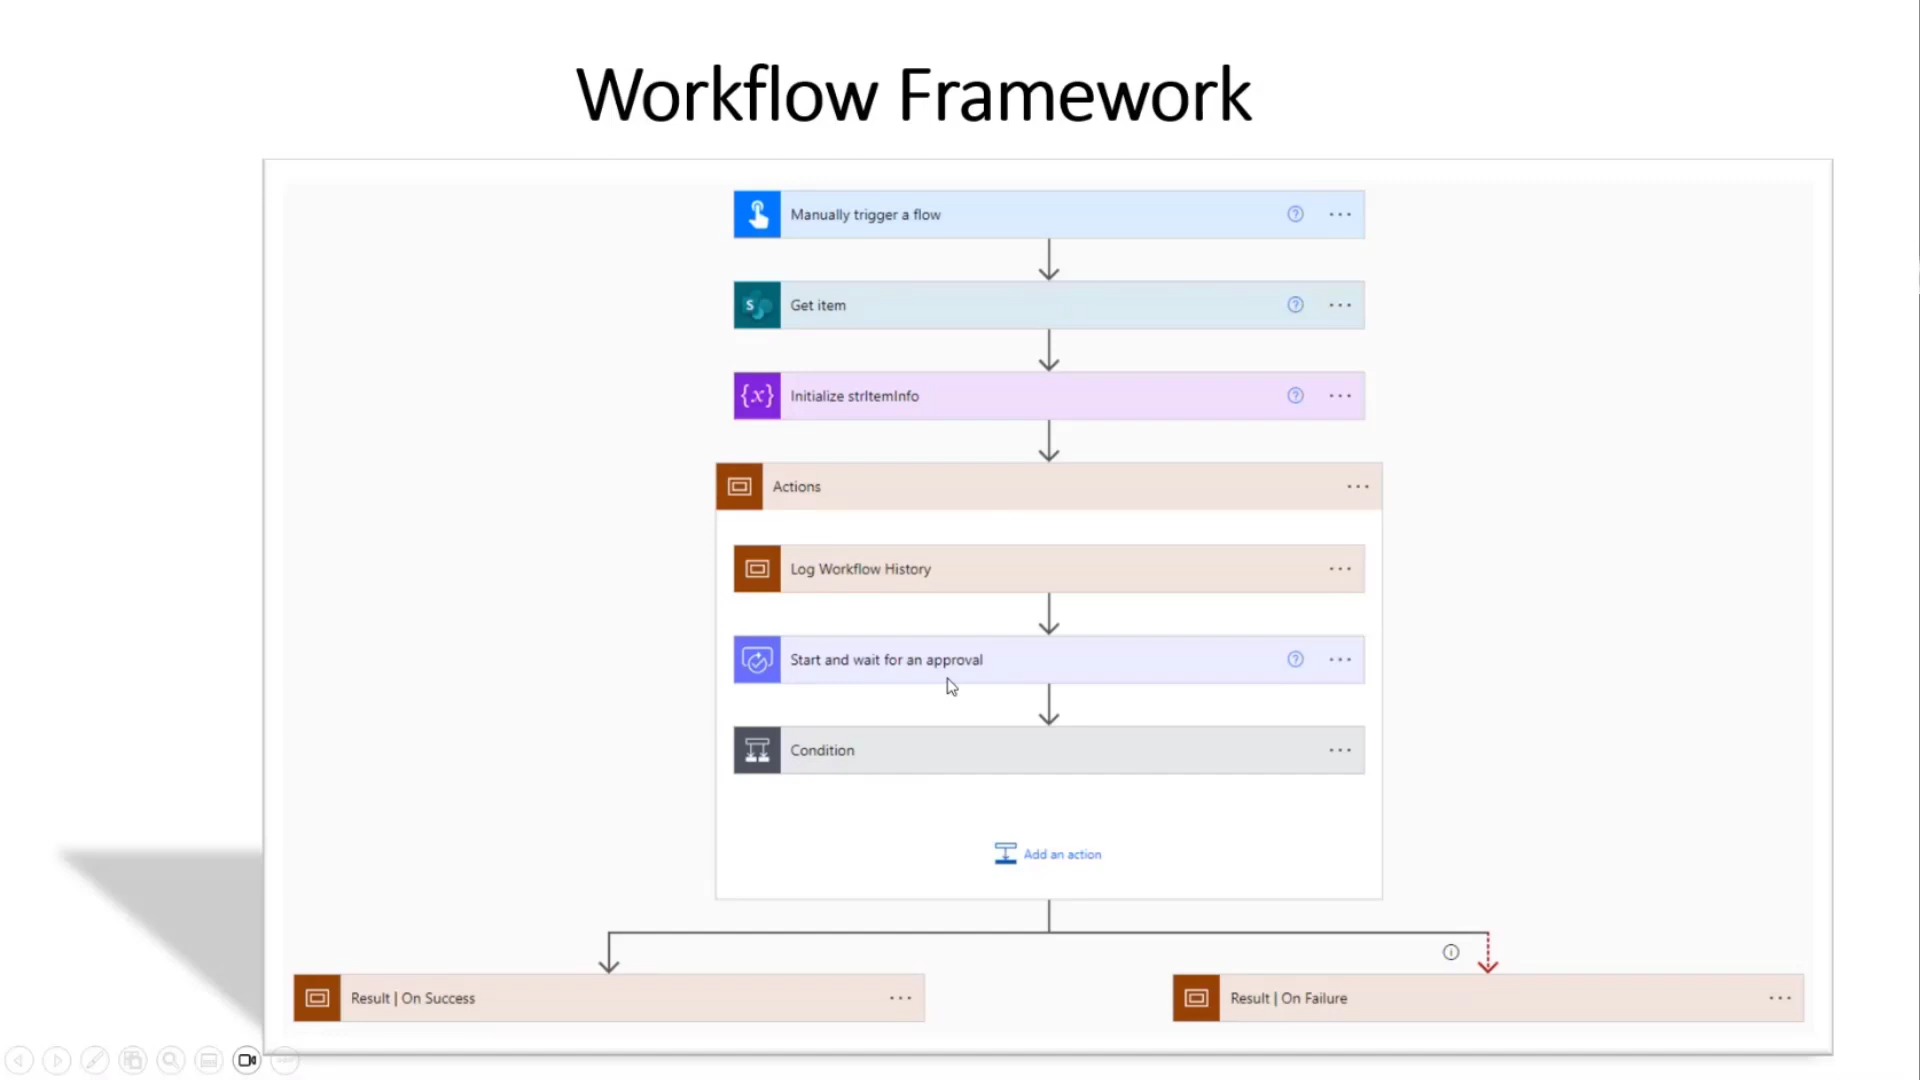 Workflow Framework
Manually trigger a flow
S Get item
{x} Initialize strItemInfo
Actions
Log Workflow History
Start and wait for an approval
Condition
Add an action
Result | On Success
Result | On Failure